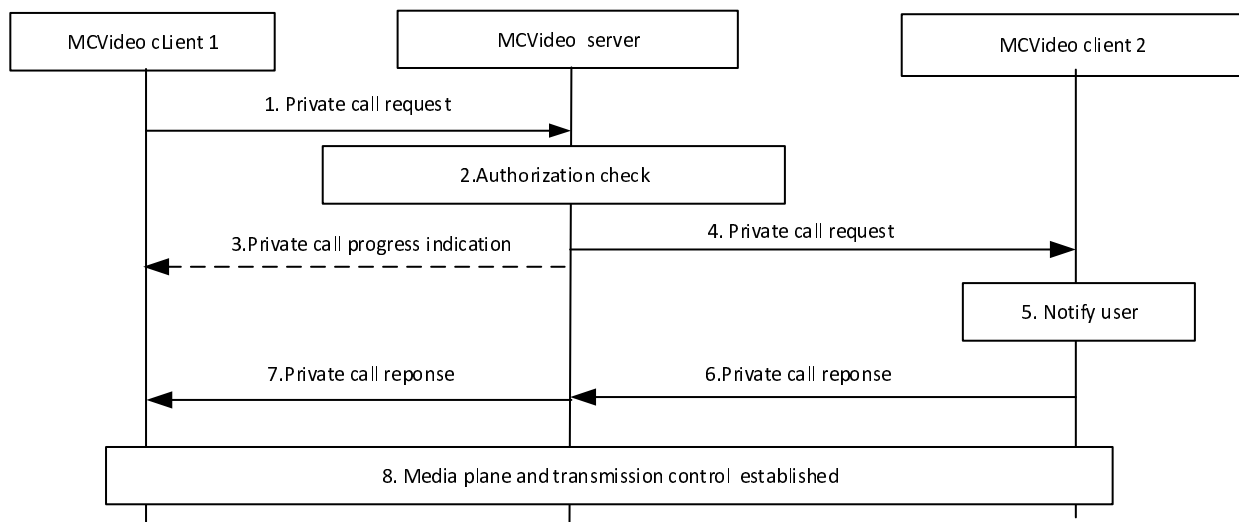 MCVideo cLient 1
MCVideo server
MCVideo client 2
1. Private call request
2.Authorization check
3.Private call progress indication
4. Private call request
5. Notify user
7.Private call reponse
6.Private call reponse
8. Media plane and transmission control established